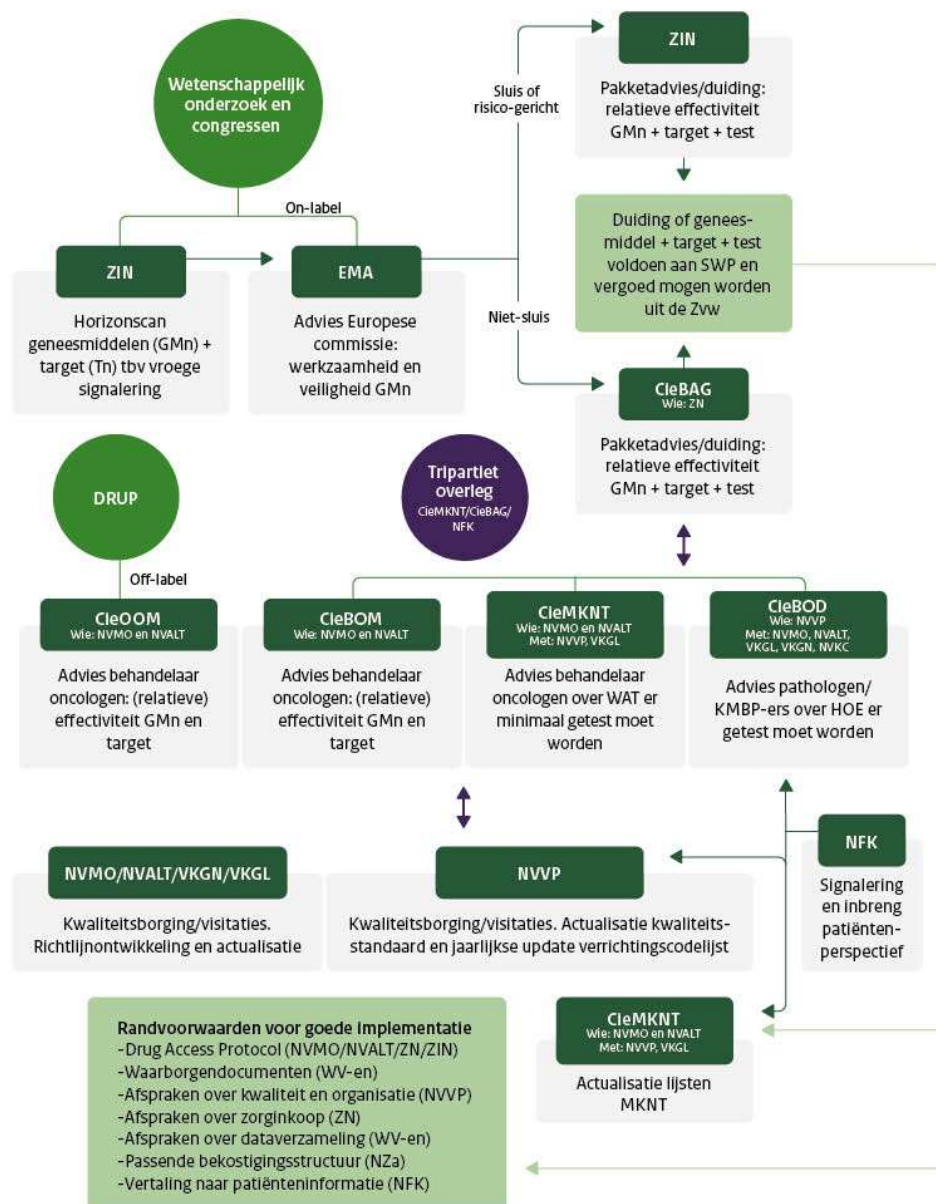 Wetenschappelijk
onderzoek en
congressen
On-label
ZIN
Horizonscan
geneesmiddelen (GMn) +
target (Tn) tbv vroege
signalering
EMA
Advies Europese
commissie:
werkzaamheid en
veiligheid GMn
Sluis of
risico-gericht
Niet-sluis
ZIN
Pakketadvies/duiding:
relatieve effectiviteit
GMn + target + test
Duiding of genees-
middel + target + test
voldoen aan SWP en
vergoed mogen worden
uit de Zvw
CieBAG
Wie: ZN
Pakketadvies/duiding:
relatieve effectiviteit
GMn + target + test
DRUP
Off-label
Tripartiet
overleg
CieMKNT/CieBAG/
NFK
CieOOM
Wie: NVMO en NVALT
Advies behandelaar
oncologen: (relatieve)
effectiviteit GMn en
target
CieBOM
Wie: NVMO en NVALT
Advies behandelaar
oncologen: (relatieve)
effectiviteit GMn en
target
CieMKNT
Wie: NVMO en NVALT
Met: NVVP, VKGL
Advies behandelaar
oncologen over WAT er
minimaal getest moet
worden
CieBOD
Wie: NVVP
Met: NVMO, NVALT,
VKGL, VKGN, NVKC
Advies pathologen/
KMBP-ers over HOE er
getest moet worden
NVMO/NVALT/VKGN/VKGL
Kwaliteitsborging/visitaties.
Richtlijnontwikkeling en actualisatie
NVVP
Kwaliteitsborging/visitaties. Actualisatie kwaliteits-
standaard en jaarlijkse update verrichtingscodelijst
NFK
Signalering
en inbreng
patiënten-
perspectief
Randvoorwaarden voor goede implementatie
-Drug Access Protocol (NVMO/NVALT/ZN/ZIN)
-Waarborgendocumenten (WV-en)
-Afspraken over kwaliteit en organisatie (NVVP)
-Afspraken over zorginkoop (ZN)
-Afspraken over dataverzameling (WV-en)
-Passende bekostigingsstructuur (NZa)
-Vertaling naar patiënteninformatie (NFK)
CieMKNT
Wie: NVMO en NVALT
Met: NVVP, VKGL
Actualisatie lijsten
MKNT